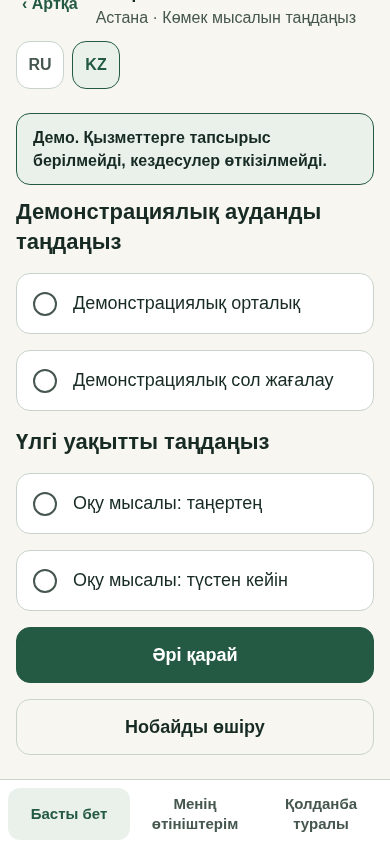 ‹ Артқа
Астана · Көмек мысалын таңдаңыз
RU
KZ
Демо. Қызметтерге тапсырыс
берілмейді, кездесулер өткізілмейді.
Демонстрациялық ауданды
таңдаңыз
Демонстрациялық орталық
Демонстрациялық сол жағалау
Үлгі уақытты таңдаңыз
Оқу мысалы: таңертең
Оқу мысалы: түстен кейін
Әрі қарай
Нобайды өшіру
Басты бет
Менің
өтініштерім
Қолданба
туралы